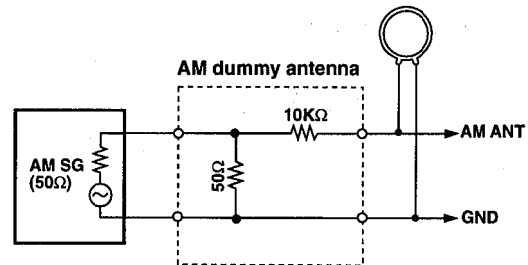 AM dummy antenna
10KΩ
AM ANT
AM SG
(50Ω)
50Ω
GND